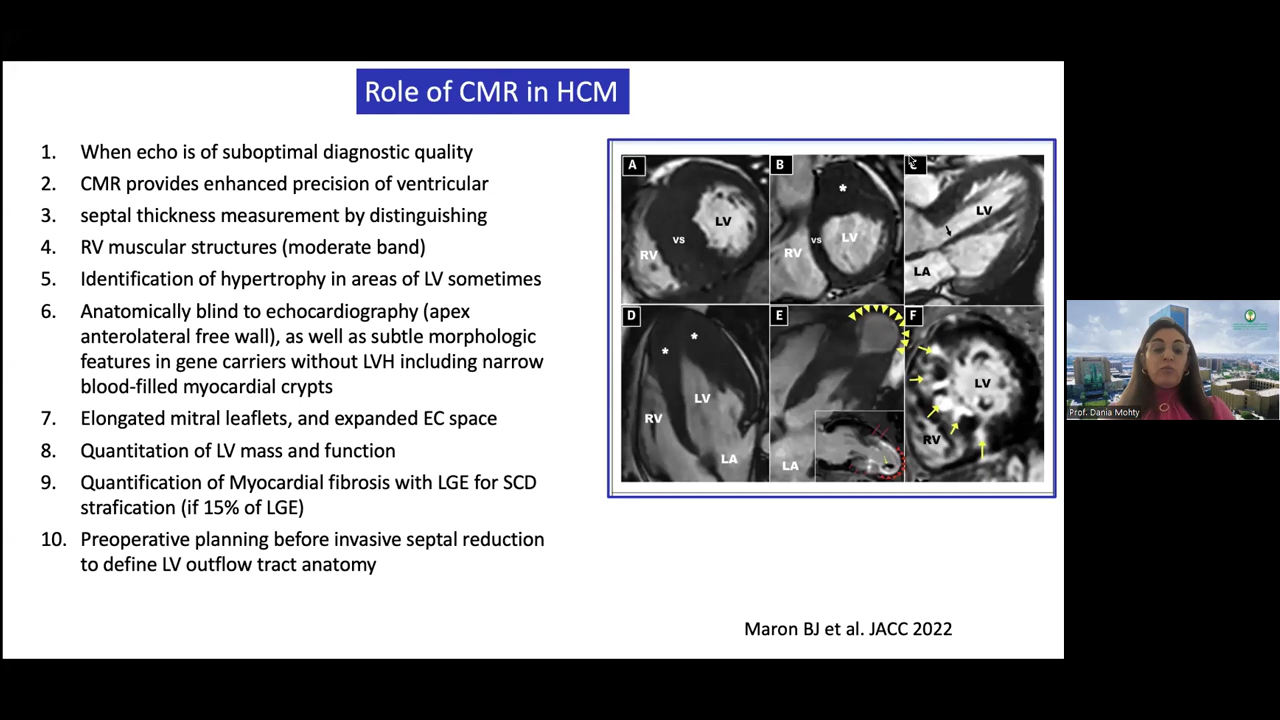 Role of CMR in HCM
1. When echo is of suboptimal diagnostic quality
2. CMR provides enhanced precision of ventricular
3. septal thickness measurement by distinguishing
4. RV muscular structures (moderate band)
5. Identification of hypertrophy in areas of LV sometimes
6. Anatomically blind to echocardiography (apex
anterolateral free wall), as well as subtle morphologic
features in gene carriers without LVH including narrow
blood-filled myocardial crypts
7. Elongated mitral leaflets, and expanded EC space
8. Quantitation of LV mass and function
9. Quantification of Myocardial fibrosis with LGE for SCD
strafication (if 15% of LGE)
10. Preoperative planning before invasive septal reduction
to define LV outflow tract anatomy
A
LV
VS
RV
B
*
RV
VS
LV
C
LV
LA
D
*
*
LV
RV
LA
E
LA
F
LV
RV
Maron BJ et al. JACC 2022
Prof. Dania Mohty